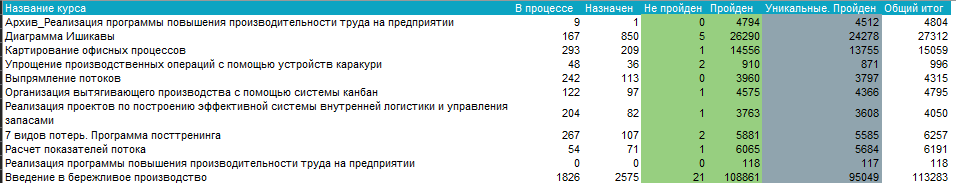 Название курса В процессе Назначен Не пройден Пройден Уникальные. Пройден Общий итог
Архив_Реализация программы повышения производительности труда на предприятии 9 1 0 4794 4512 4804
Диаграмма Ишикавы 167 850 5 26290 24278 27312
Картирование офисных процессов 293 209 1 14556 13755 15059
Упрощение производственных операций с помощью устройств каракури 48 36 2 910 871 996
Выпрямление потоков 242 113 0 3960 3797 4315
Организация вытягивающего производства с помощью системы канбан 122 97 1 4575 4366 4795
Реализация проектов по построению эффективной системы внутренней логистики и управления
запасами 204 82 1 3763 3608 4050
7 видов потерь. Программа посттренинга 267 107 2 5881 5585 6257
Расчет показателей потока 54 71 1 6065 5684 6191
Реализация программы повышения производительности труда на предприятии 0 0 0 118 117 118
Введение в бережливое производство 1826 2575 21 108861 95049 113283